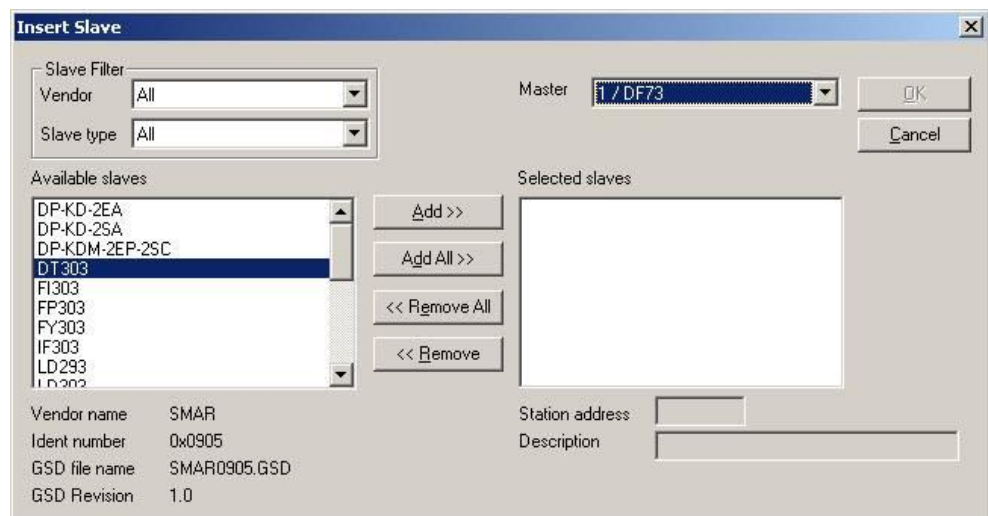 Insert Slave
Slave Filter
Vendor All
Slave type All
Master 1 / DF73
OK
Cancel
Available slaves
DP-KD-2EA
DP-KD-2SA
DP-KDM-2EP-2SC
DT303
FI303
FP303
FY303
IF303
LD293
LD303
Add >>
Add All >>
<< Remove All
<< Remove
Selected slaves
Vendor name SMAR
Ident number 0x0905
GSD file name SMAR0905.GSD
GSD Revision 1.0
Station address
Description